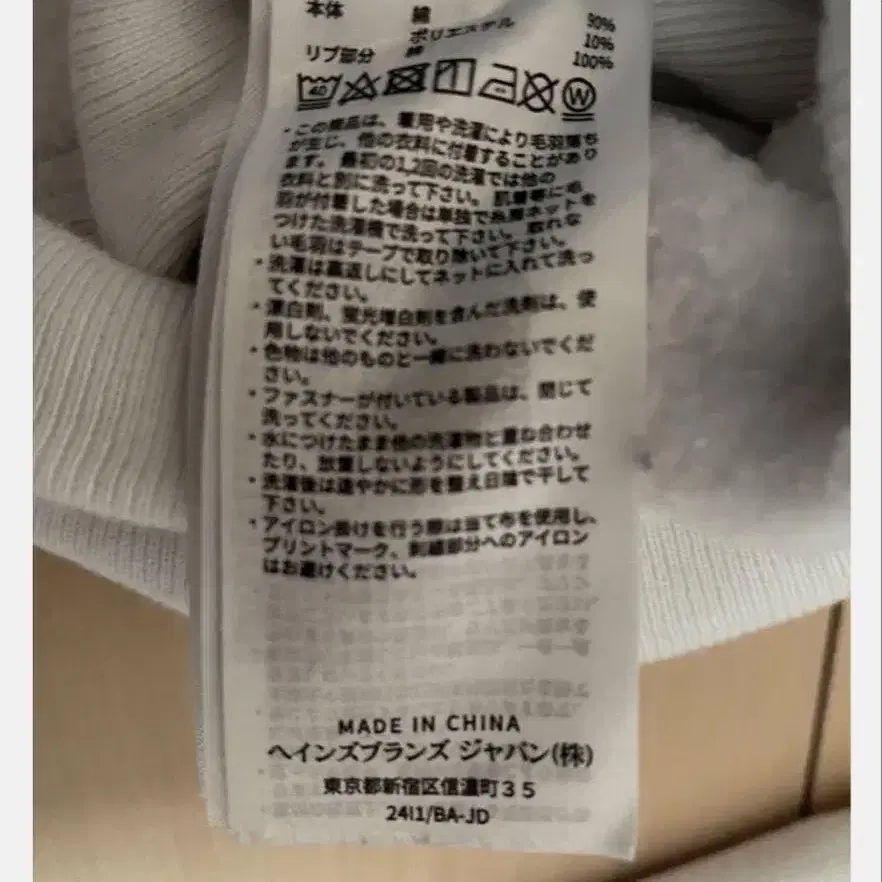 本体 綿 90%
ポリエステル 10%
リブ部分 綿 100%
40
W
・この商品は、着用や洗濯により毛羽落ち
が生じ、他の衣料に付着することがあり
ます。最初の1,2回の洗濯では他の
衣料と別に洗って下さい。肌着等に毛
羽が付着した場合は単独で糸屑ネットを
つけた洗濯機で洗って下さい。取れな
い毛羽はテープで取り除いて下さい。
・洗濯は裏返しにしてネットに入れて洗っ
てください。
・漂白剤、蛍光増白剤を含んだ洗剤は、使
用しないでください。
・色物は他のものと一緒に洗わないでくだ
さい。
・ファスナーが付いている製品は、閉じて
洗ってください。
・水につけたまま他の洗濯物と重ね合わせ
たり、放置しないようにしてください。
・洗濯後は速やかに形を整え日陰で干して
下さい。
・アイロン掛けを行う際は当て布を使用し、
プリントマーク、刺繍部分へのアイロン
はお避けください。
MADE IN CHINA
ヘインズブランズ ジャパン(株)
東京都新宿区信濃町35
24I1/BA-JD